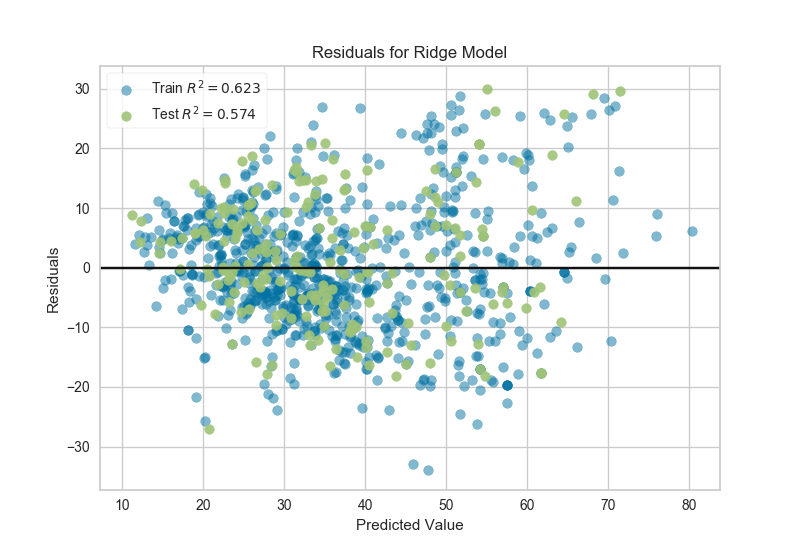 Residuals for Ridge Model
Train R² = 0.623
Test R² = 0.574
30
20
10
0
−10
−20
−30
Residuals
10 20 30 40 50 60 70 80
Predicted Value